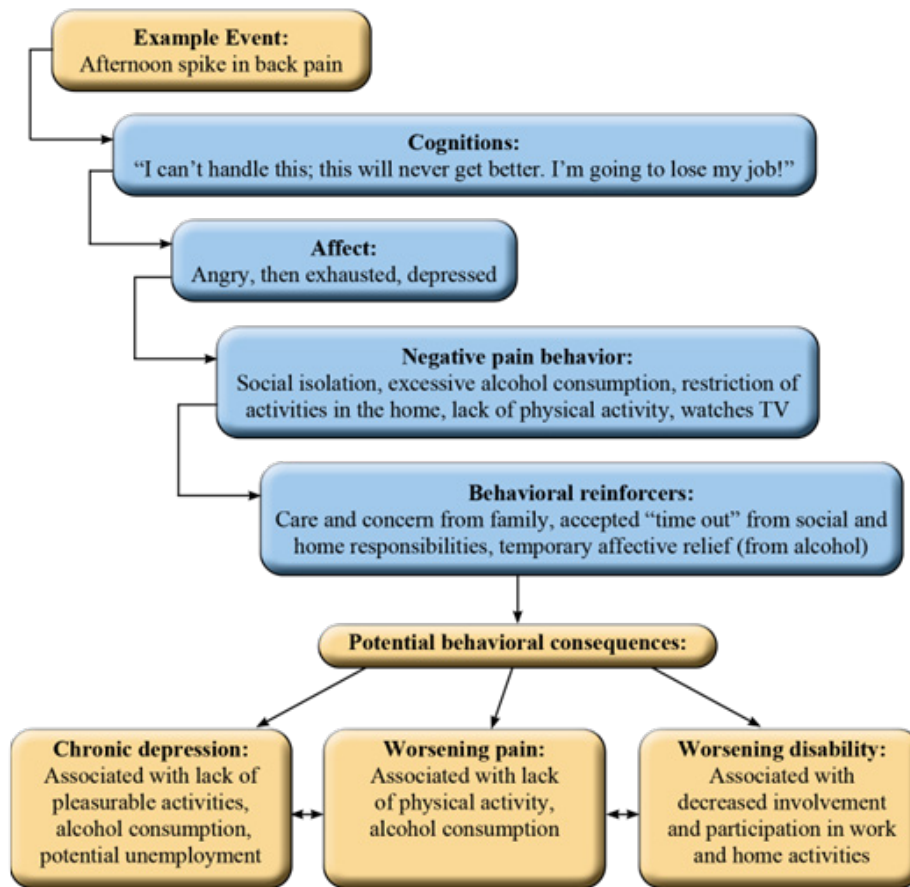 Example Event:
Afternoon spike in back pain
Cognitions:
“I can’t handle this; this will never get better. I’m going to lose my job!”
Affect:
Angry, then exhausted, depressed
Negative pain behavior:
Social isolation, excessive alcohol consumption, restriction of
activities in the home, lack of physical activity, watches TV
Behavioral reinforcers:
Care and concern from family, accepted “time out” from social and
home responsibilities, temporary affective relief (from alcohol)
Potential behavioral consequences:
Chronic depression:
Associated with lack of
pleasurable activities,
alcohol consumption,
potential unemployment
Worsening pain:
Associated with lack
of physical activity,
alcohol consumption
Worsening disability:
Associated with
decreased involvement
and participation in work
and home activities